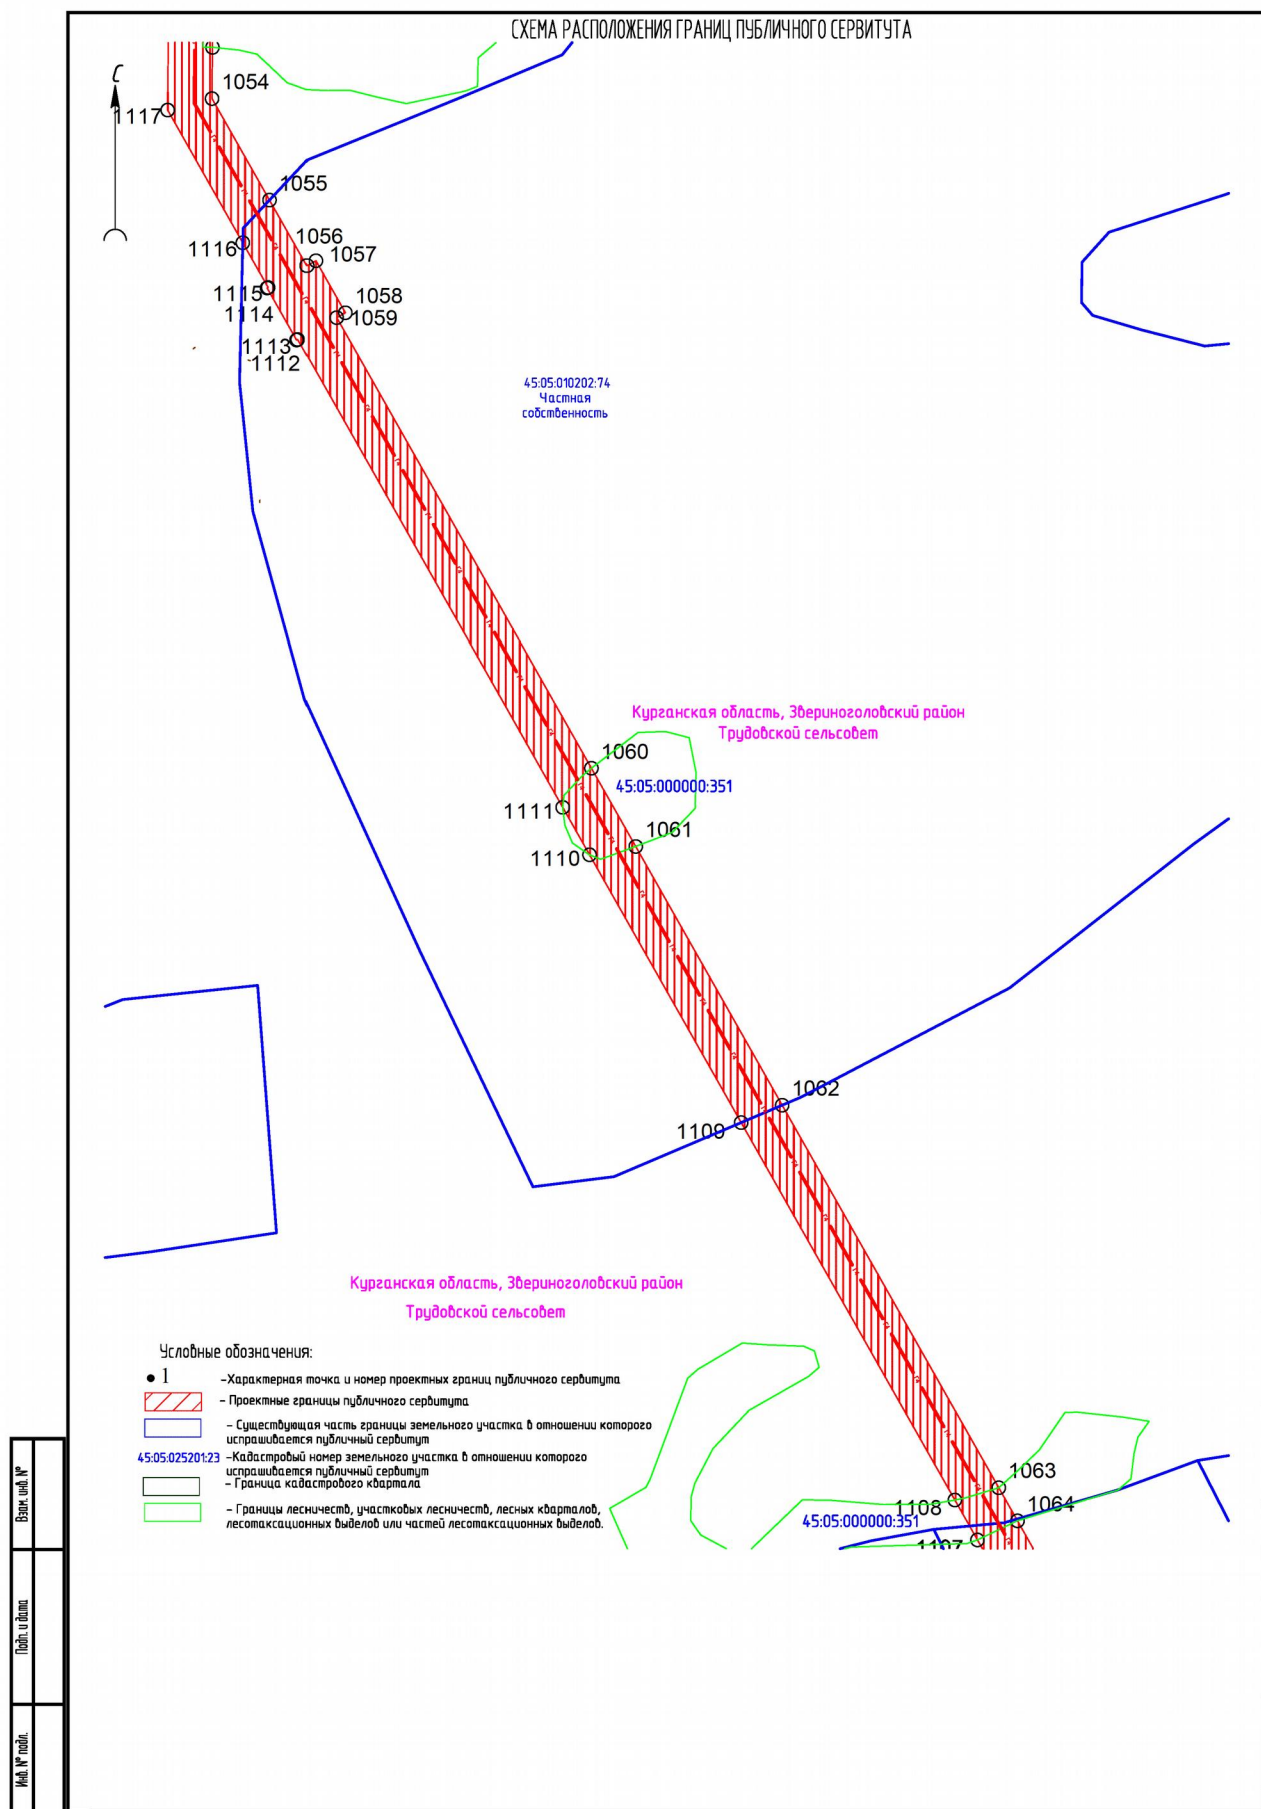 СХЕМА РАСПОЛОЖЕНИЯ ГРАНИЦ ПУБЛИЧНОГО СЕРВИТУТА
С
1054
1117
1055
1116
1056
1057
1115
1058
1114
1059
1113
1112
45:05:010202:74
Частная
собственность
Курганская область, Звериноголовский район
Трудовской сельсовет
1060
45:05:000000:351
1111
1061
1110
1062
1109
Курганская область, Звериноголовский район
Трудовской сельсовет
Условные обозначения:
1 -Характерная точка и номер проектных границ публичного сервитута
- Проектные границы публичного сервитута
- Существующая часть границы земельного участка в отношении которого
испрашивается публичный сервитут
45:05:025201:23 -Кадастровый номер земельного участка в отношении которого
испрашивается публичный сервитут
- Граница кадастрового квартала
- Границы лесничеств, участковых лесничеств, лесных кварталов,
лесотаксационных выделов или частей лесотаксационных выделов.
1063
1108
1064
45:05:000000:351
1107
Взам. инв. №
Подп. и дата
Инв. № подл.